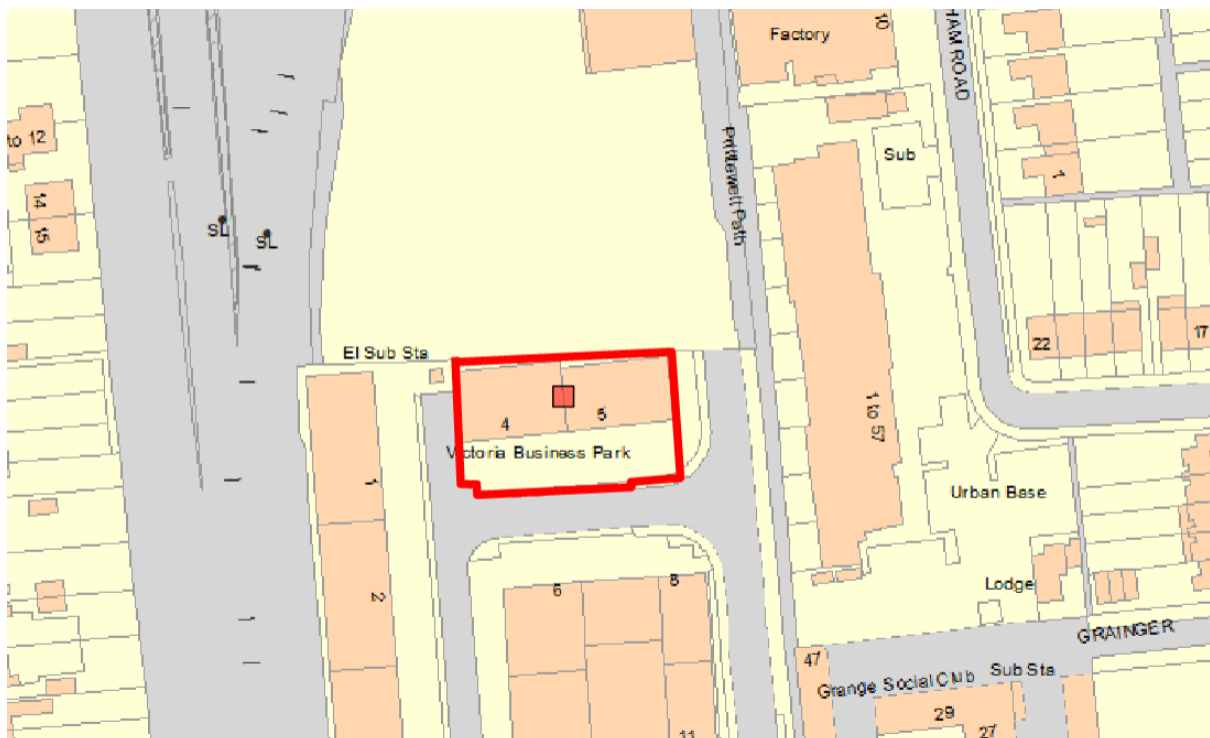 10
Factory
HAM ROAD
to 12
Prittlewell Path
Sub
1
14
15
SL
SL
22
17
El Sub Sta
4
5
1 to 57
Victoria Business Park
1
Urban Base
2
6
8
Lodge
GRAINGER
47
Sub Sta
Grange Social Club
29
27
11